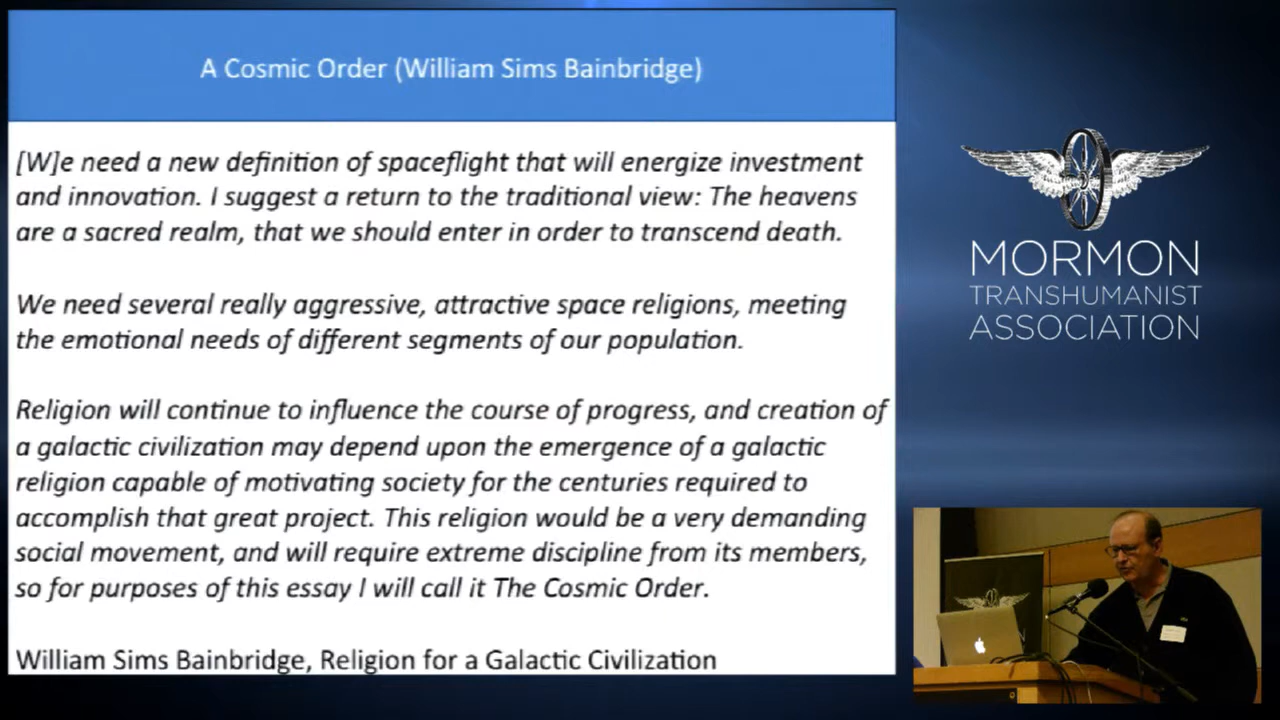 A Cosmic Order (William Sims Bainbridge)
[W]e need a new definition of spaceflight that will energize investment
and innovation. I suggest a return to the traditional view: The heavens
are a sacred realm, that we should enter in order to transcend death.
We need several really aggressive, attractive space religions, meeting
the emotional needs of different segments of our population.
Religion will continue to influence the course of progress, and creation of
a galactic civilization may depend upon the emergence of a galactic
religion capable of motivating society for the centuries required to
accomplish that great project. This religion would be a very demanding
social movement, and will require extreme discipline from its members,
so for purposes of this essay I will call it The Cosmic Order.
William Sims Bainbridge, Religion for a Galactic Civilization
MORMON
TRANSHUMANIST
ASSOCIATION